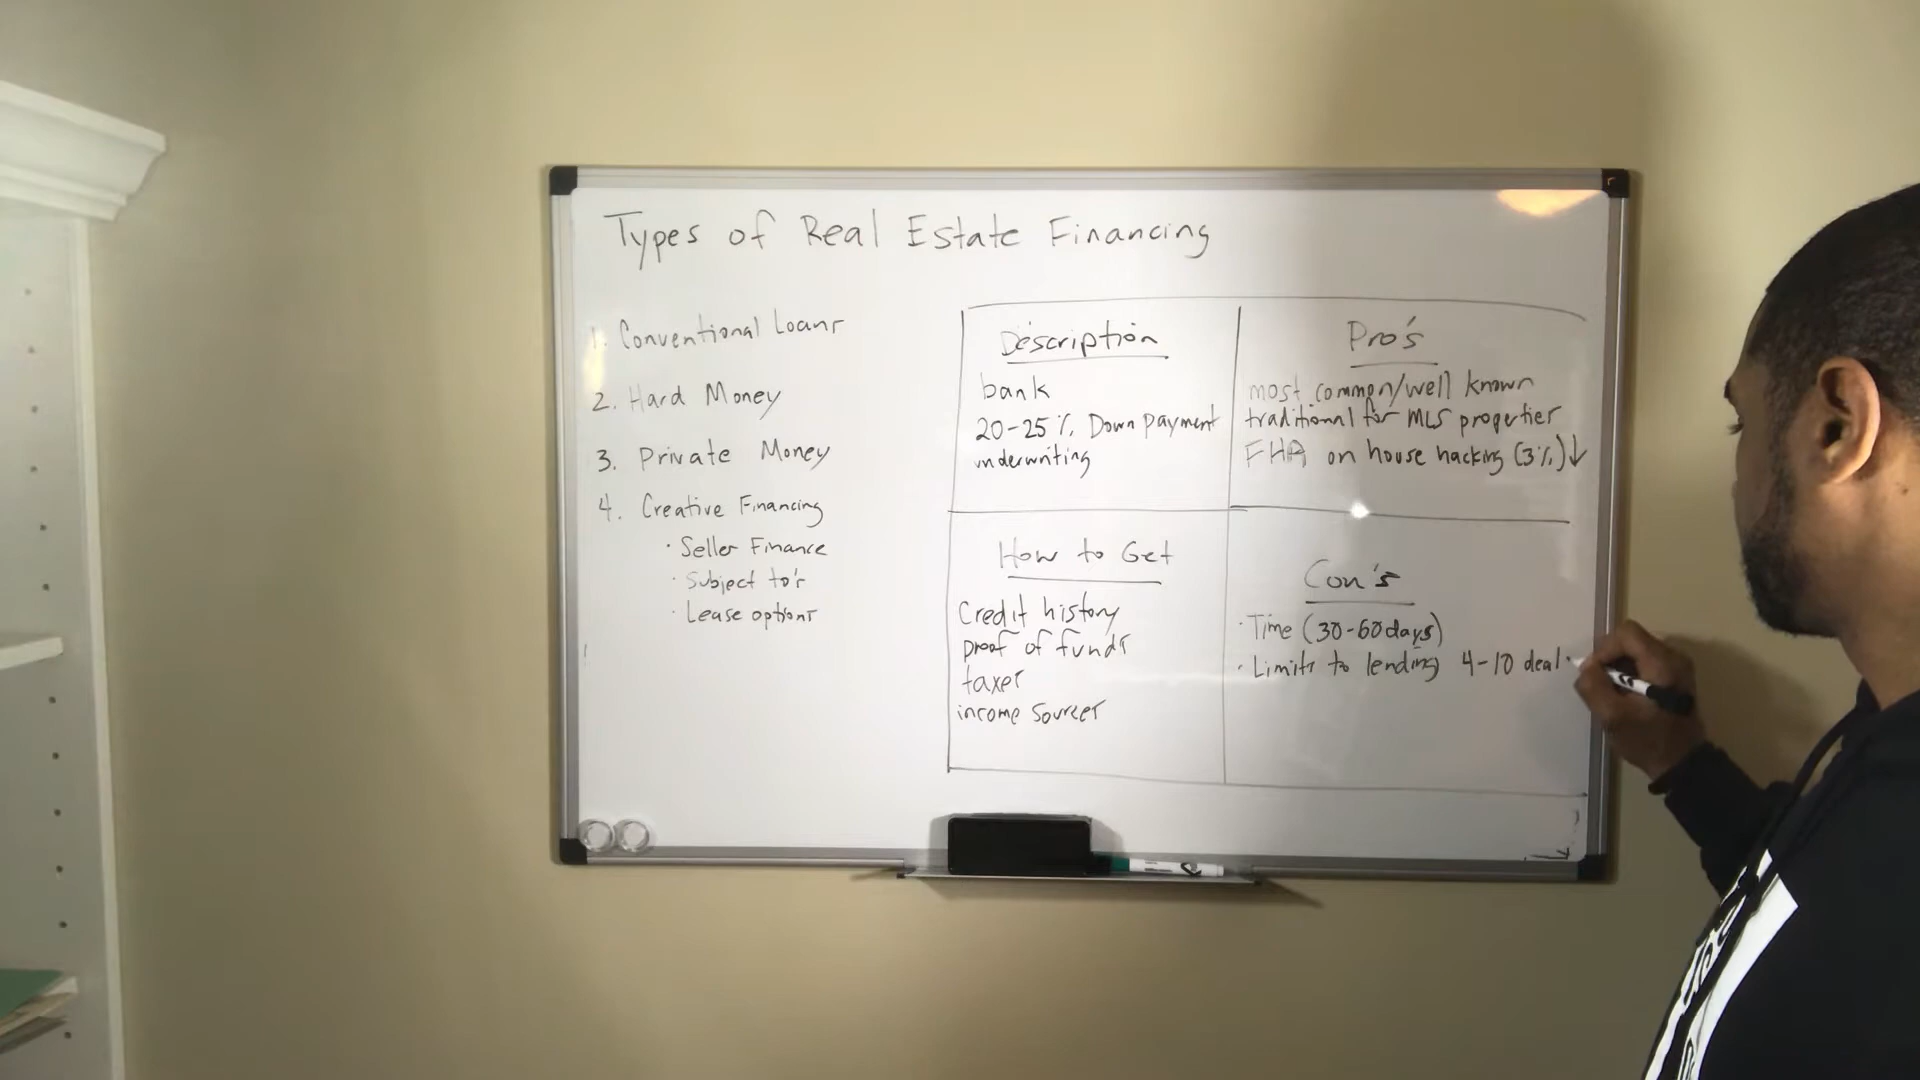 Types of Real Estate Financing
1. Conventional Loans
2. Hard Money
3. Private Money
4. Creative Financing
· Seller Finance
· Subject to's
· Lease options
Description
bank
20-25% Down payment
underwriting
Pro's
most common/well known
traditional for MLS properties
FHA on house hacking (3%)↓
How to Get
Credit history
proof of funds
taxes
income sources
Con's
· Time (30-60 days)
· Limits to lending 4-10 deal